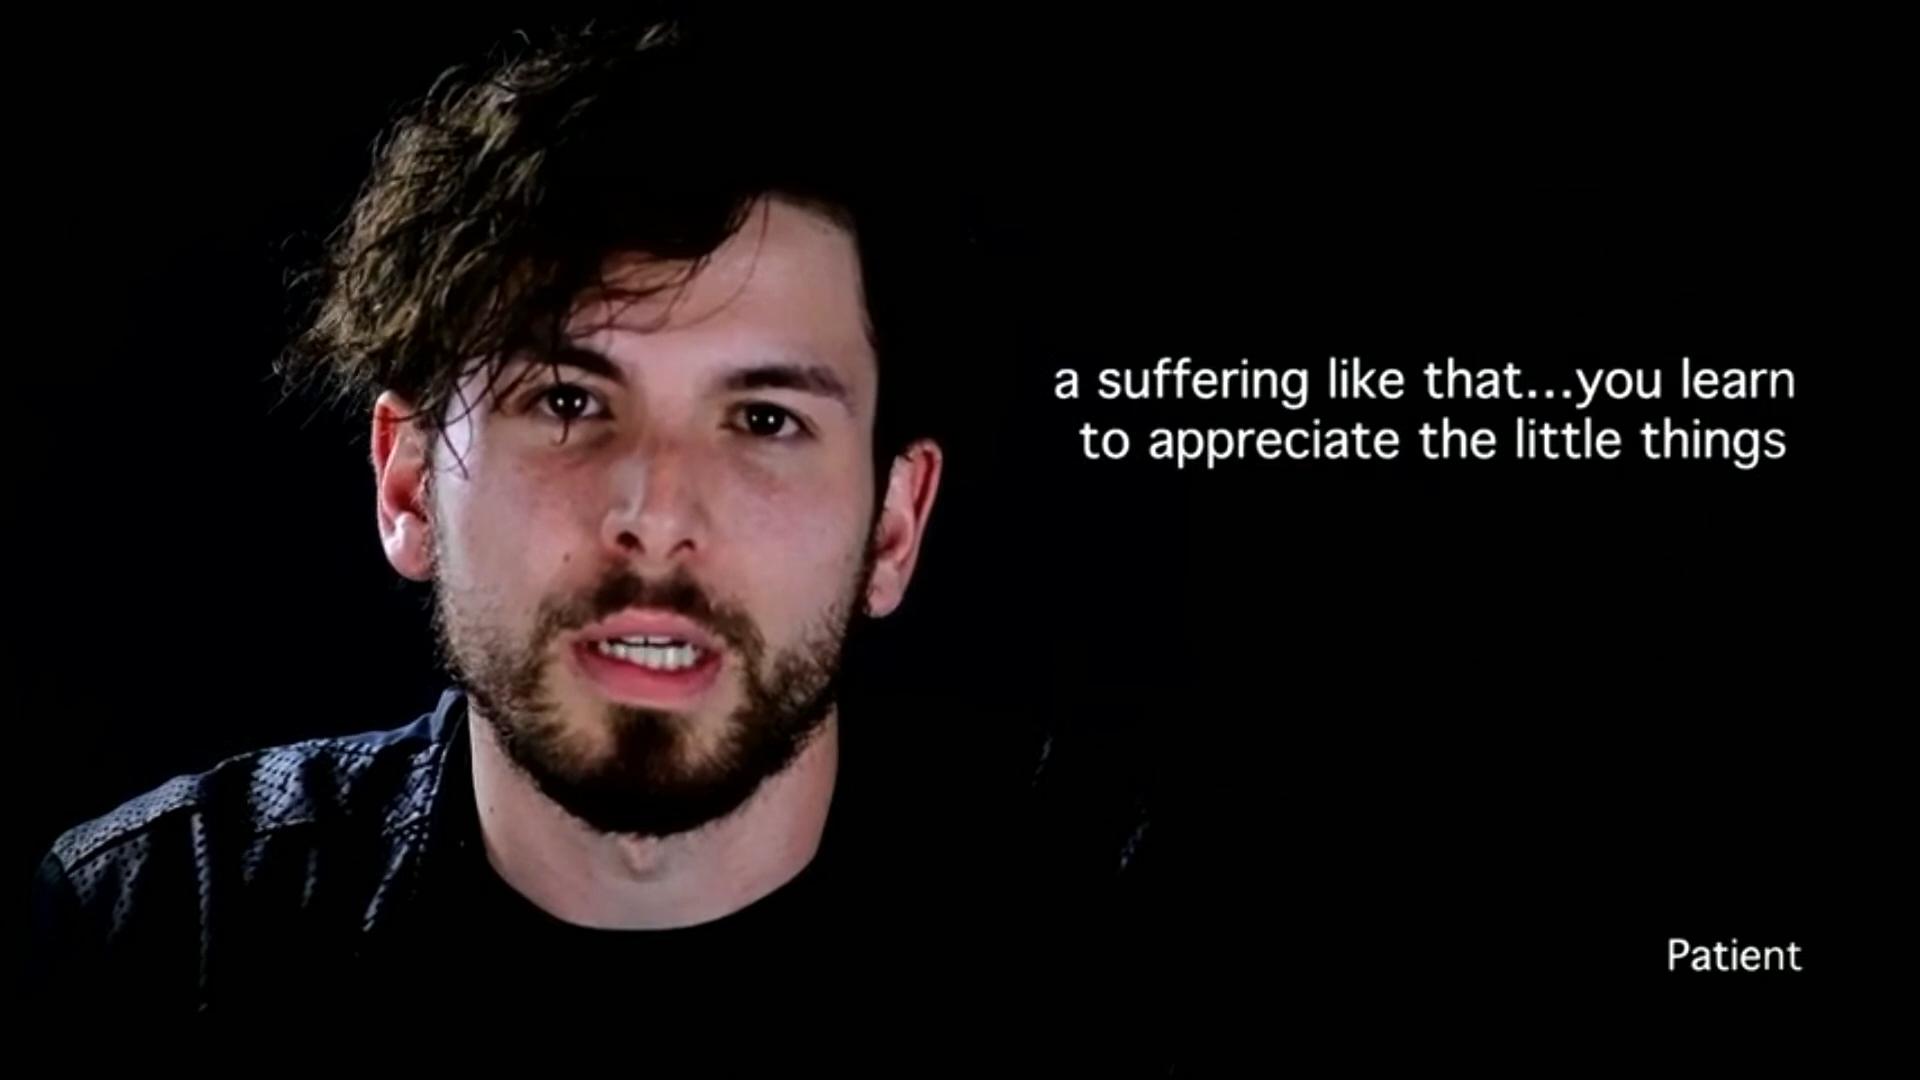 a suffering like that...you learn
to appreciate the little things
Patient